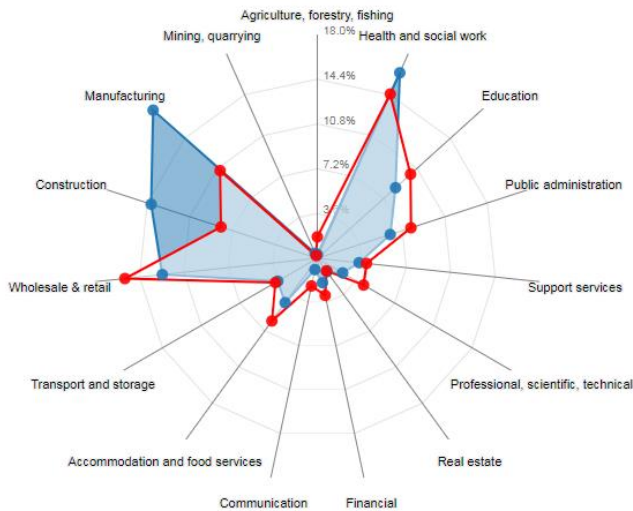 Agriculture, forestry, fishing
18.0%
Mining, quarrying
Health and social work
14.4%
Manufacturing
Education
10.8%
7.2%
Construction
Public administration
Wholesale & retail
Support services
Transport and storage
Professional, scientific, technical
Accommodation and food services
Real estate
Communication
Financial